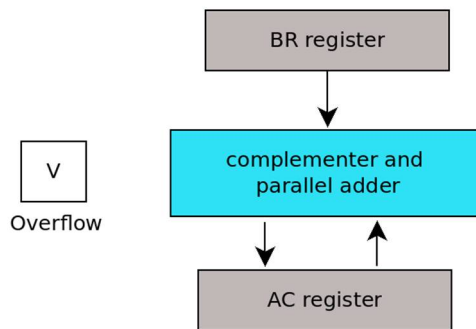 BR register
complementer and
parallel adder
V
Overflow
AC register